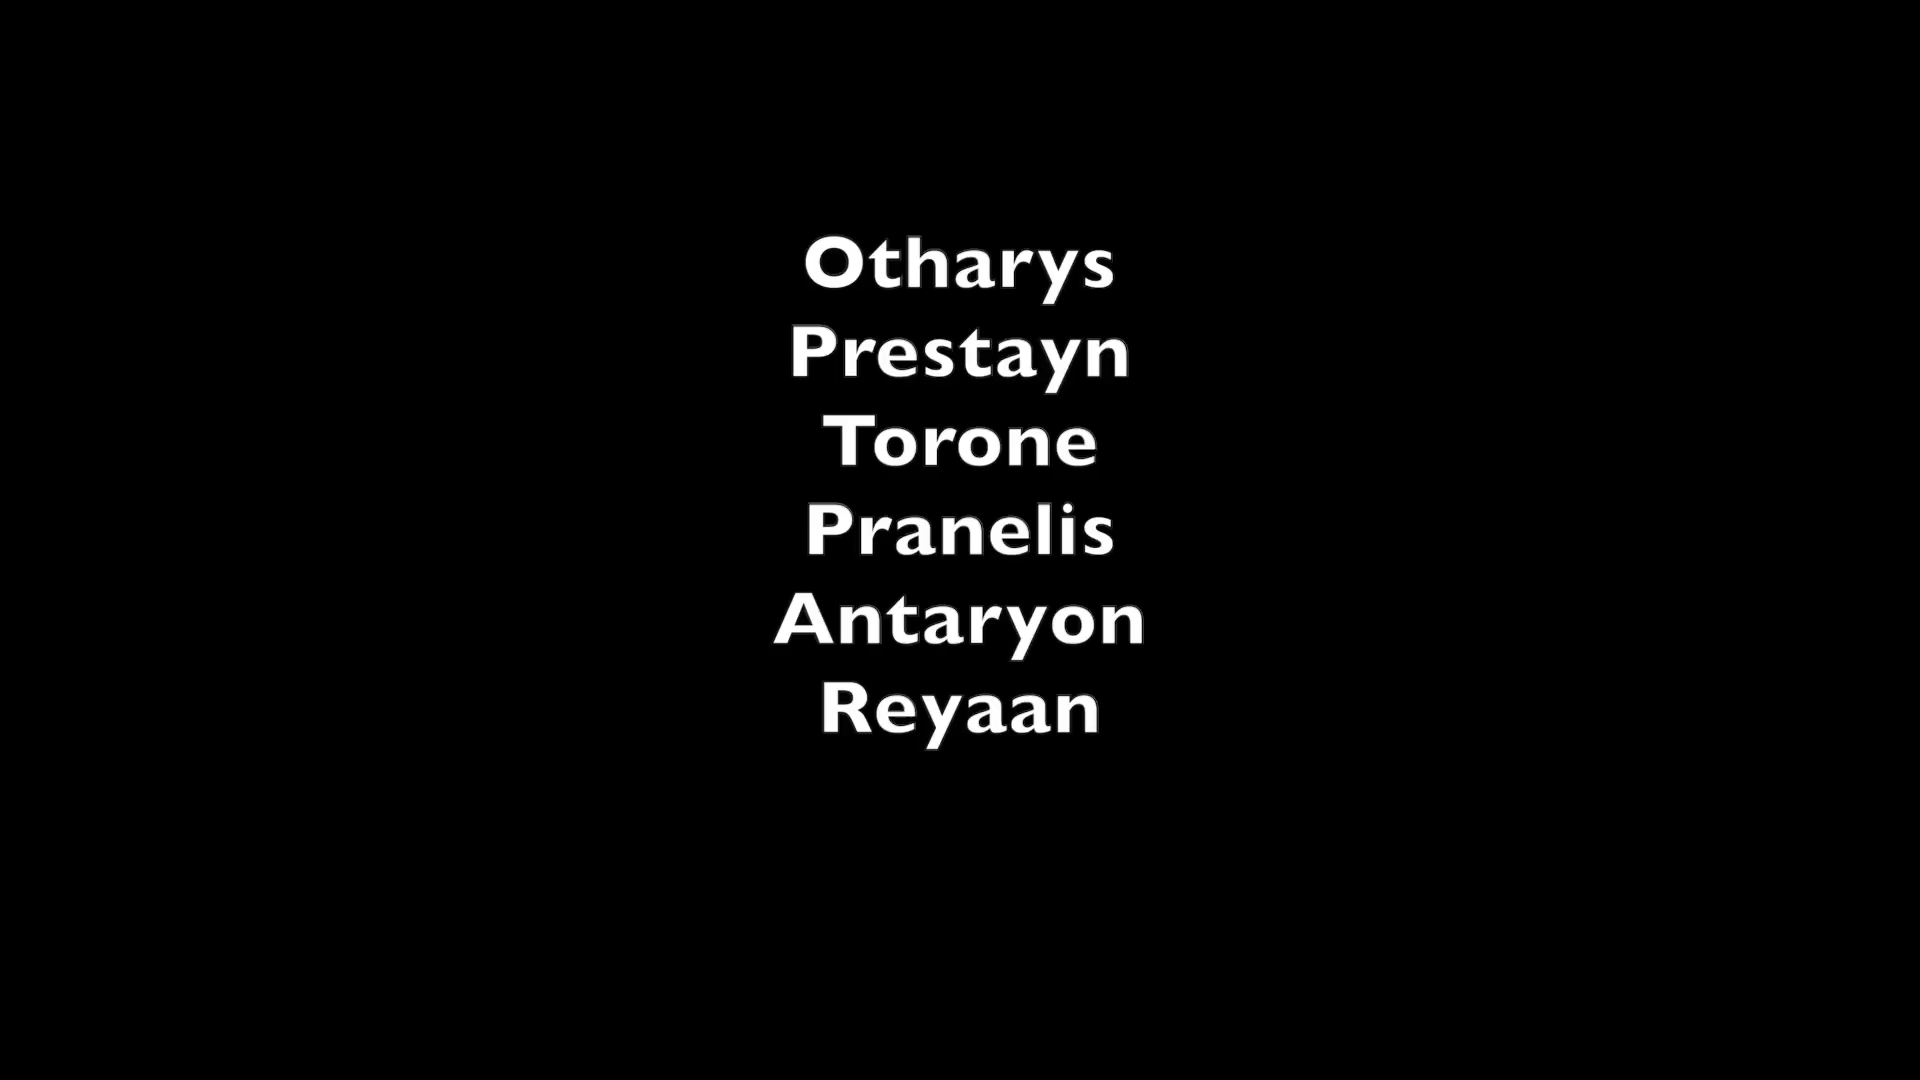 Otharys
Prestayn
Torone
Pranelis
Antaryon
Reyaan